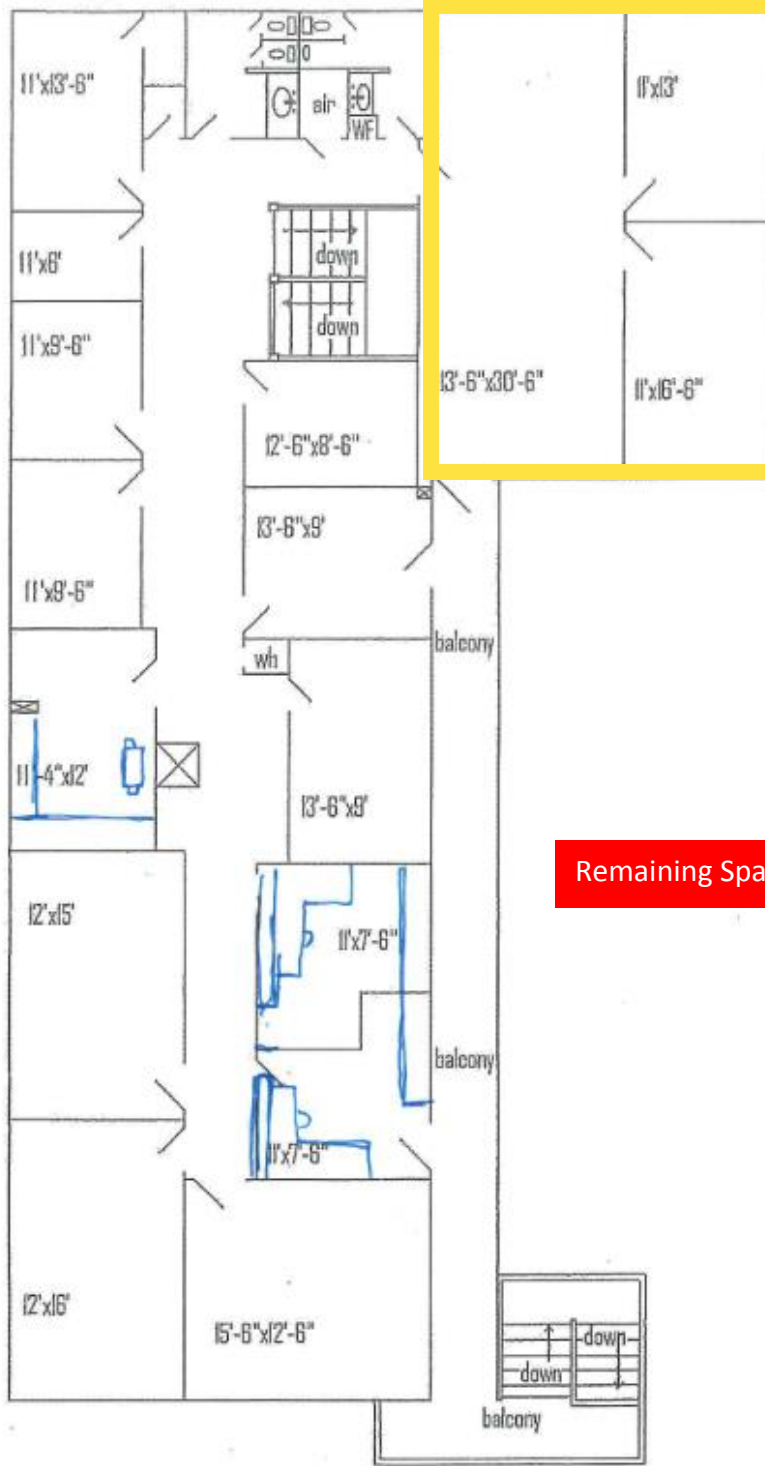 11'x13'-6"
air
WF
11'x13'
down
11'x6'
down
11'x9'-6"
13'-6"x30'-6"
11'x16'-6"
12'-6"x8'-6"
13'-6"x9'
11'x9'-6"
balcony
wh
11'-4"x12'
13'-6"x9'
Remaining Spa
12'x15'
11'x7'-6"
balcony
11'x7'-6"
12'x16'
15'-6"x12'-6"
down
down
balcony